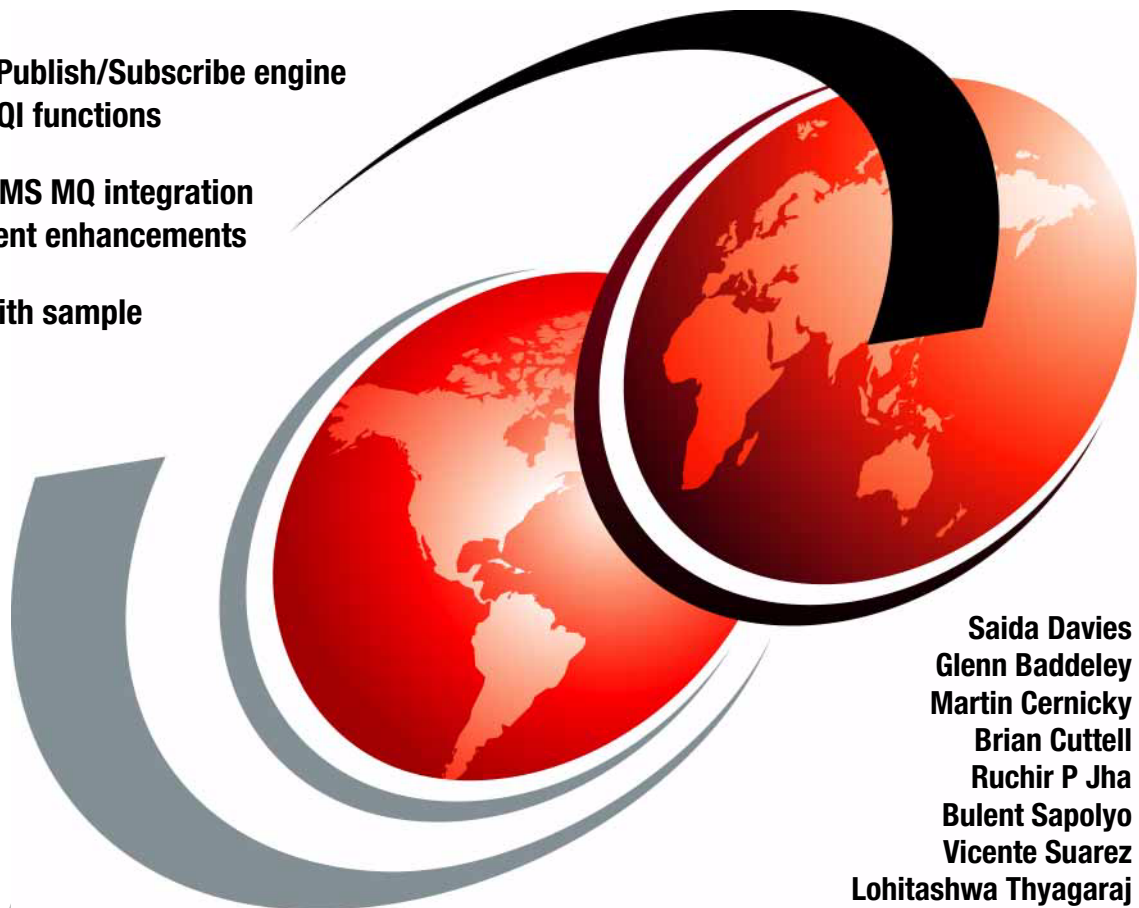 Publish/Subscribe engine
QI functions
MS MQ integration
ent enhancements
ith sample
Saida Davies
Glenn Baddeley
Martin Cernicky
Brian Cuttell
Ruchir P Jha
Bulent Sapolyo
Vicente Suarez
Lohitashwa Thyagaraj